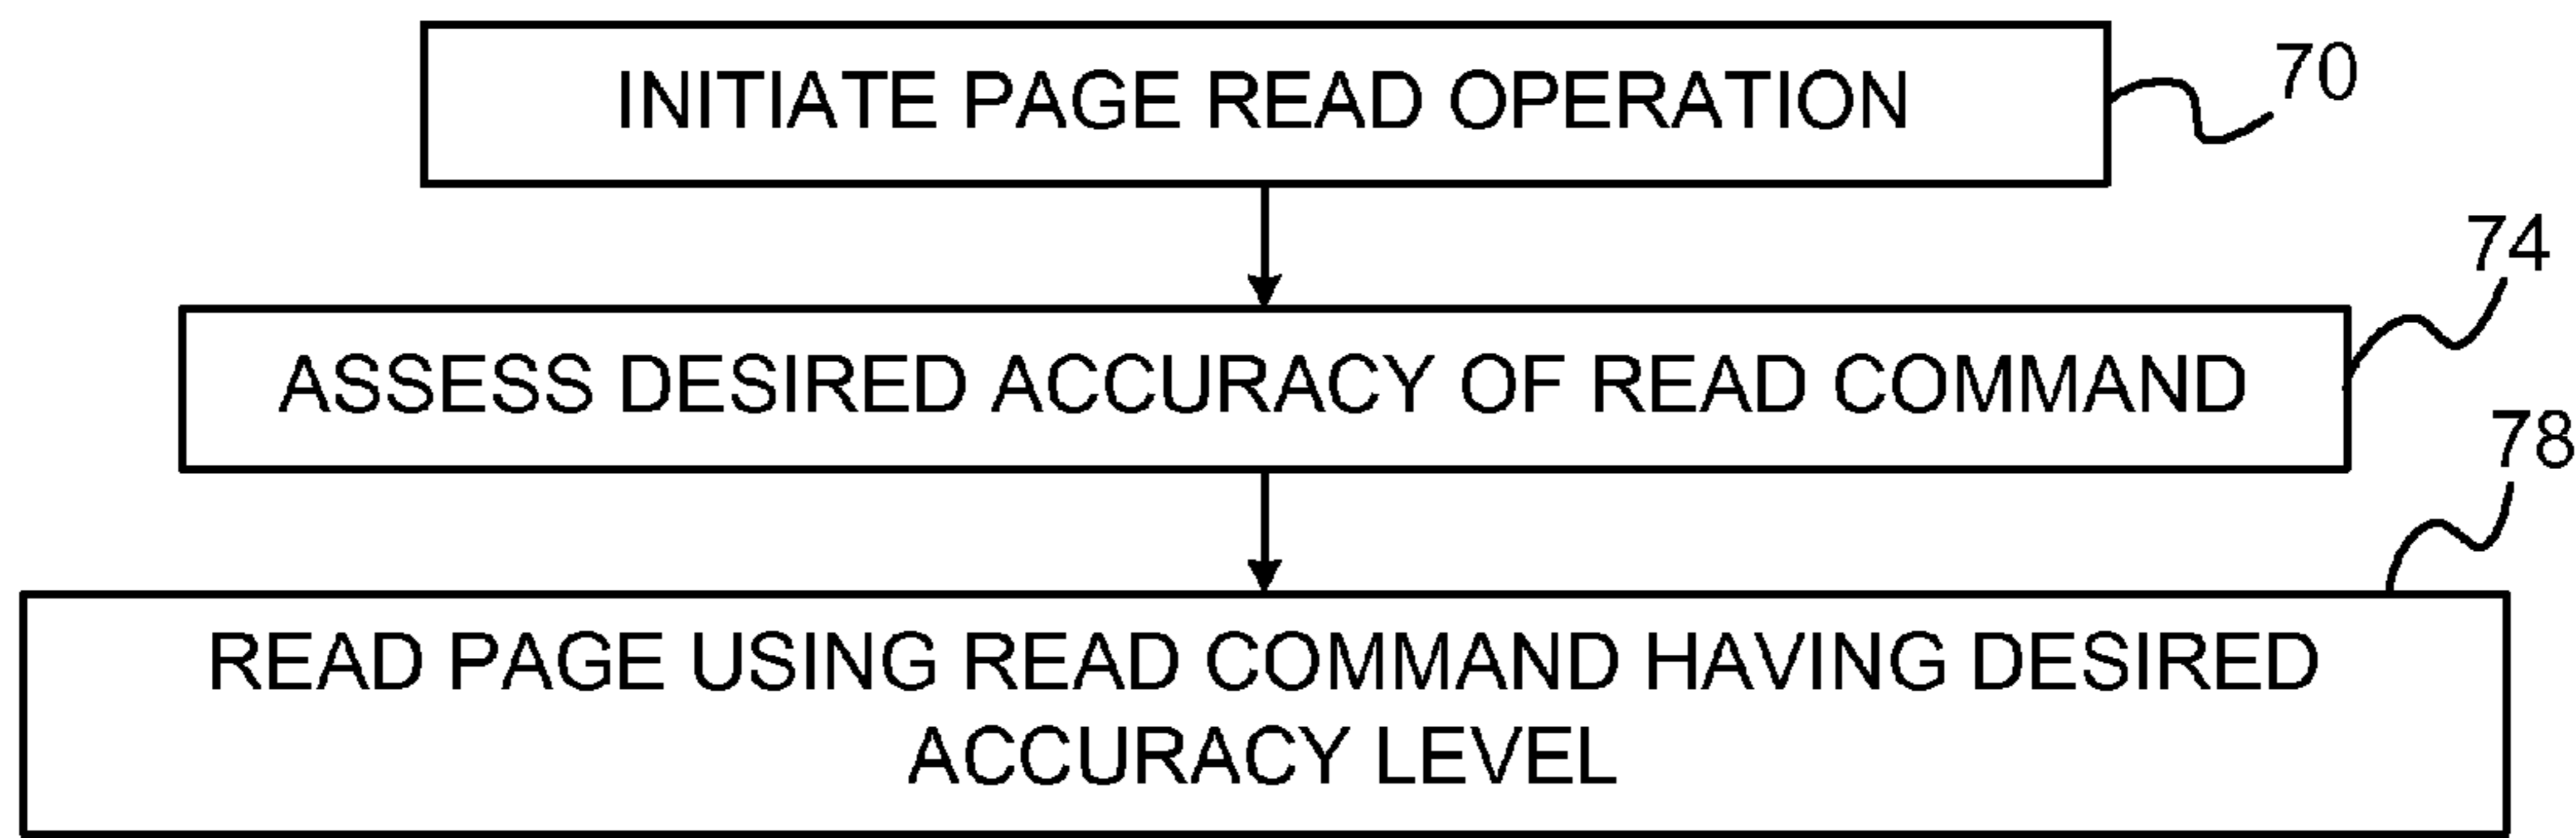 INITIATE PAGE READ OPERATION
70
74
ASSESS DESIRED ACCURACY OF READ COMMAND
78
READ PAGE USING READ COMMAND HAVING DESIRED
ACCURACY LEVEL